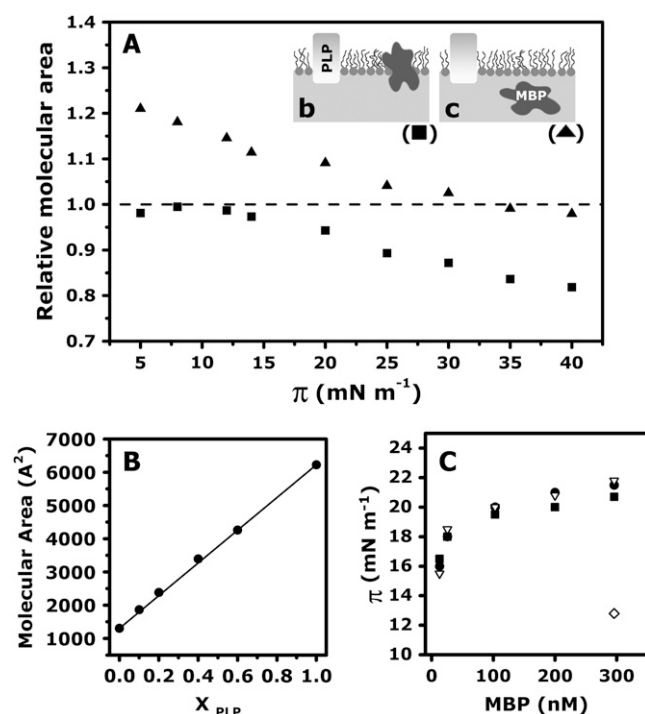 A
Relative molecular area
1.4
1.3
1.2
1.1
1.0
0.9
0.8
0.7
PLP
b
(■)
MBP
c
(▲)
5 10 15 20 25 30 35 40
π (mN m⁻¹)
B
Molecular Area (A²)
7000
6000
5000
4000
3000
2000
1000
0.0 0.2 0.4 0.6 0.8 1.0
X PLP
C
π (mN m⁻¹)
24
22
20
18
16
14
12
10
0 100 200 300
MBP (nM)